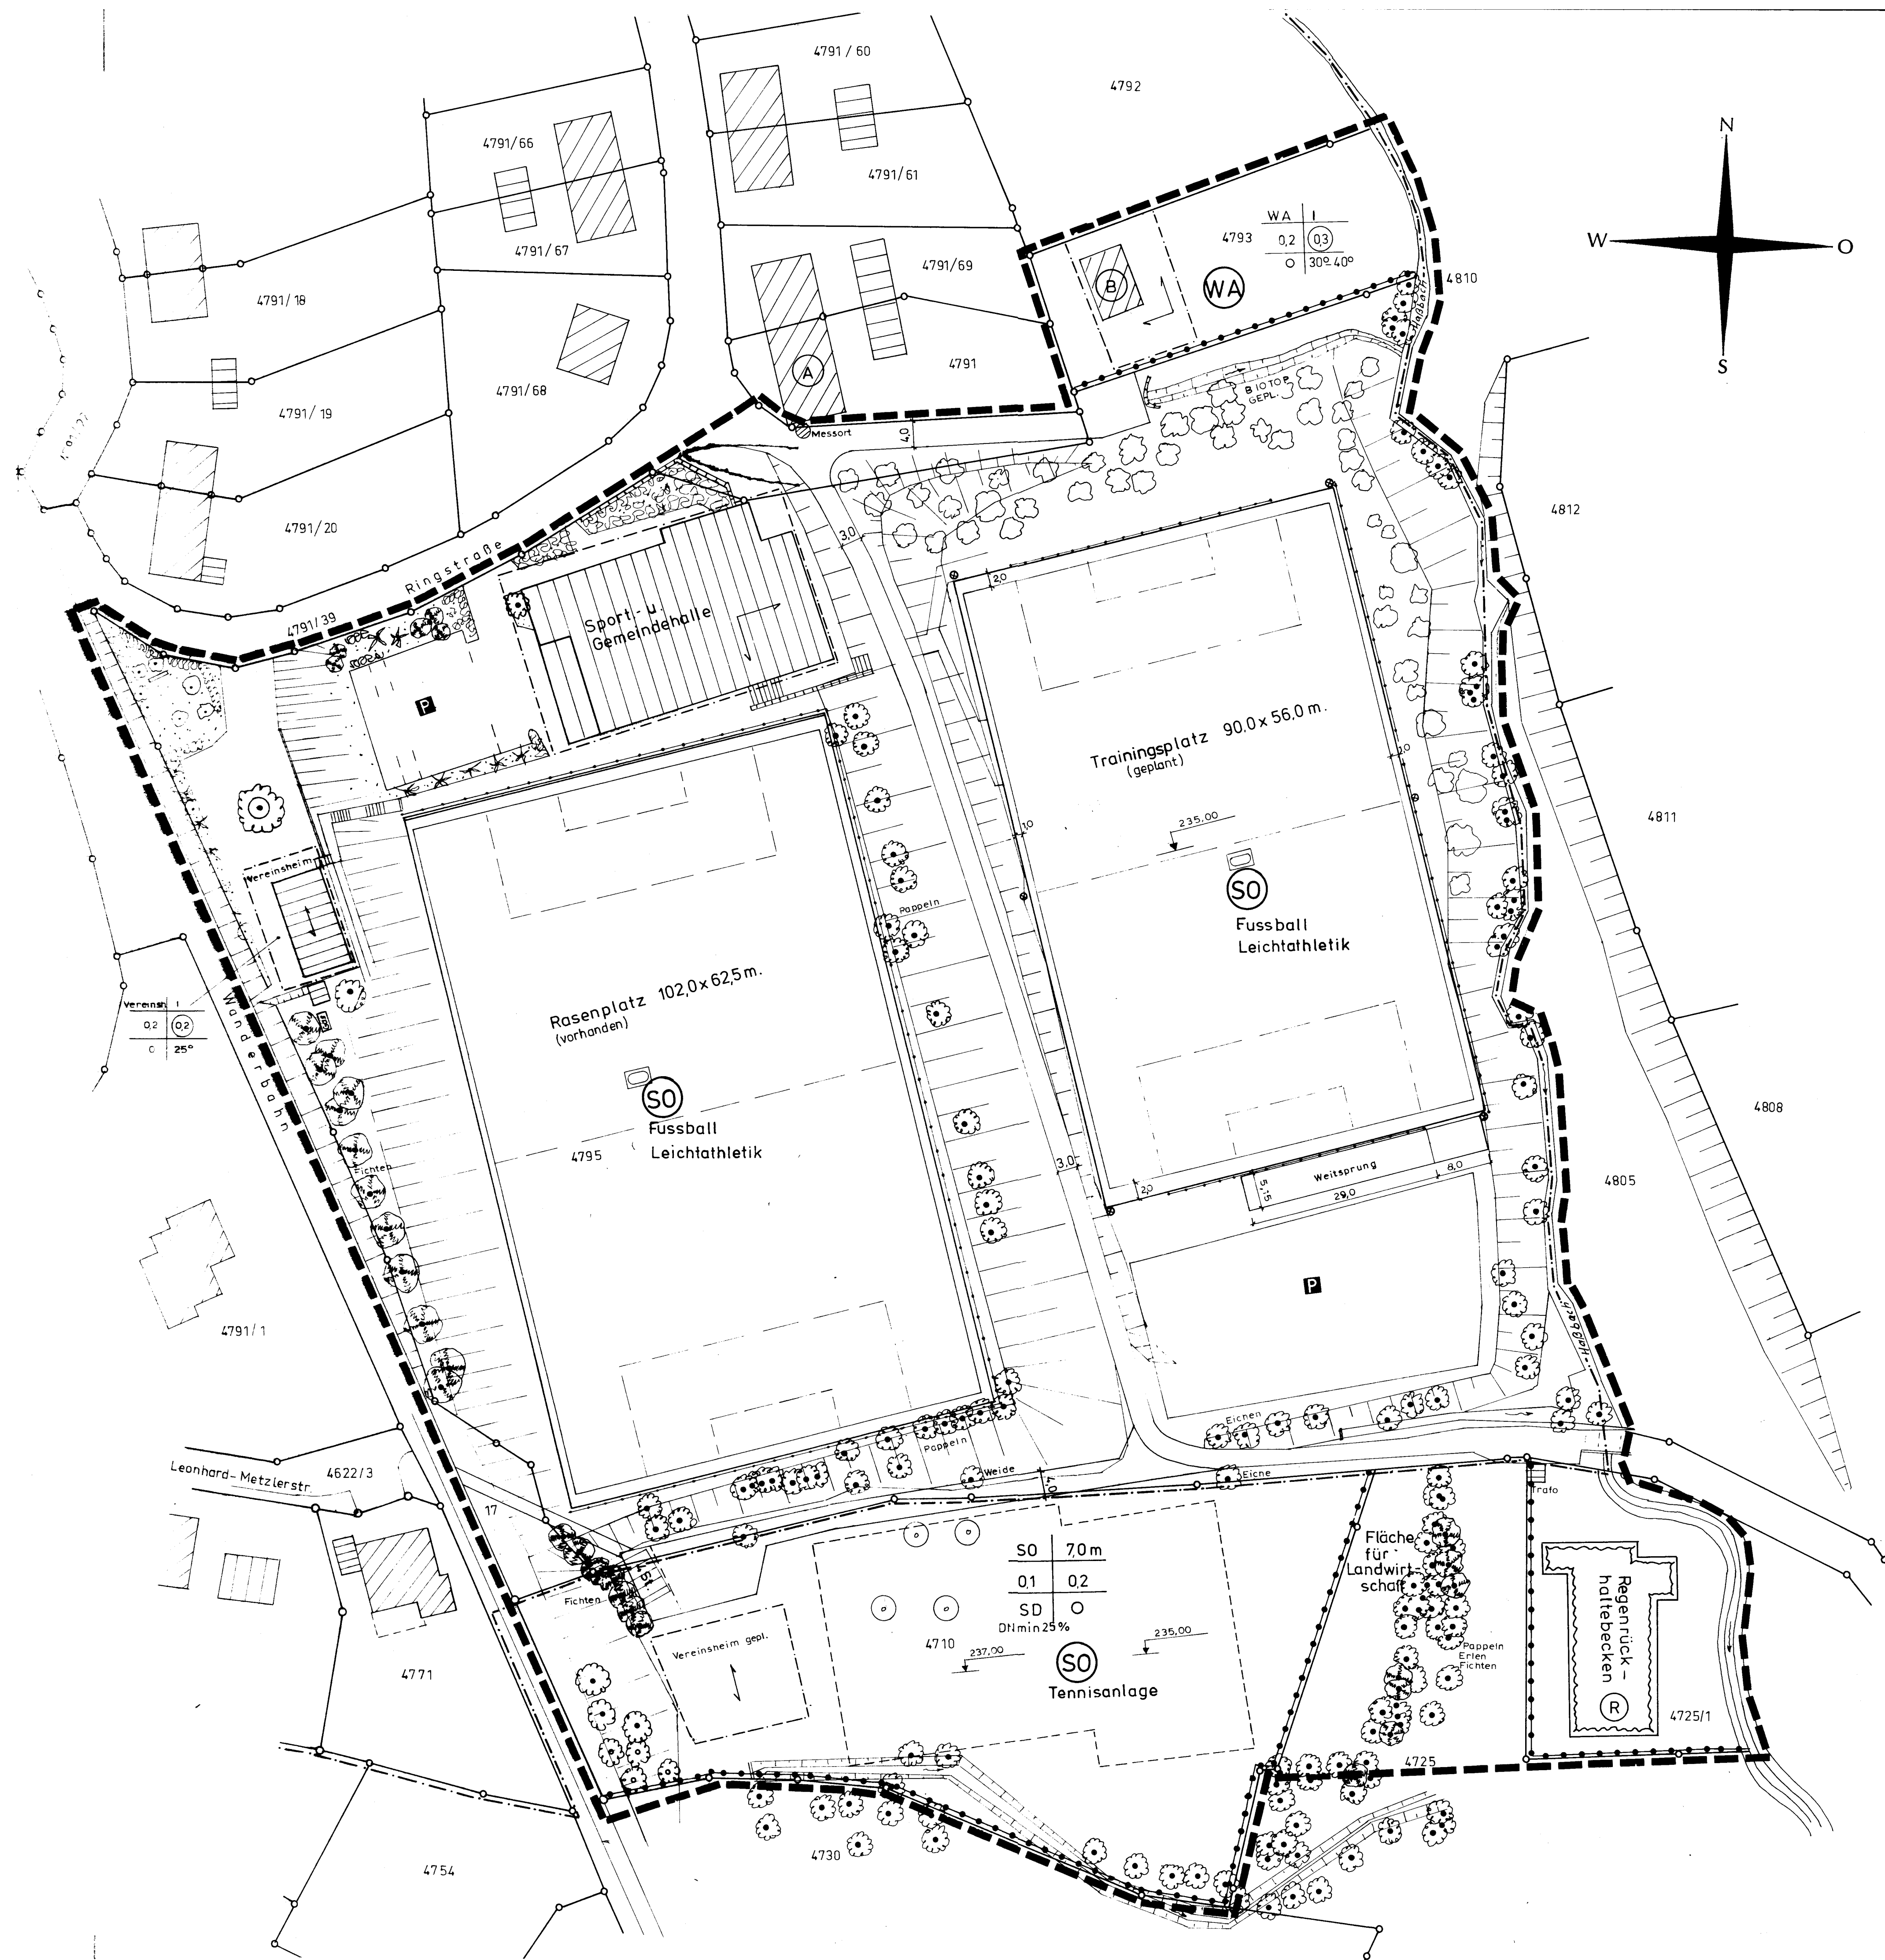 4791 / 60
4792
N
4791/66
4791/61
WA I
4793 0,2 0,3
O 30º-40º
W
O
4791/67
4791/69
4791/18
B
WA
Haßbach
4810
S
A
4791
4791/68
BIOTOP
GEPL.
4791/19
Messort
4,0
4791/20
3,0
4812
Ringstraße
2,0
4791/39
Sport - u.
Gemeindehalle
P
Trainingsplatz 90,0 x 56,0 m.
(geplant)
2,0
235,00
4811
1,0
Vereinsheim
SO
Pappeln
Fussball
Leichtathletik
Rasenplatz 102,0 x 62,5 m.
(vorhanden)
Vereinsh. I
0,2 0,2
O 25°
Wanderbahn
SO
Fussball
Leichtathletik
4795
4808
Fichten
3,0
Weitsprung
8,0
5,15
29,0
2,0
4805
P
Haßbach
4791/1
Eichen
Pappeln
Leonhard-Metzlerstr.
4622/3
Weide
4,0
Eiche
Trafo
17
SO 7,0 m
0,1 0,2
SD O
DN min 25%
Fläche
für
Landwirt-
schaft
Regenrück-
haltebecken
R
Fichten
4 St.
4710
Vereinsheim gepl.
237,00
235,00
SO
Tennisanlage
Pappeln
Erlen
Fichten
4771
4725/1
4725
4730
4754